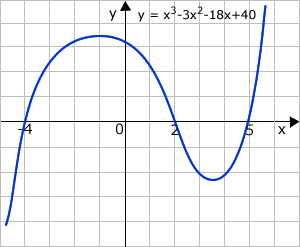 y y = x³-3x²-18x+40
-4 0 2 5 x